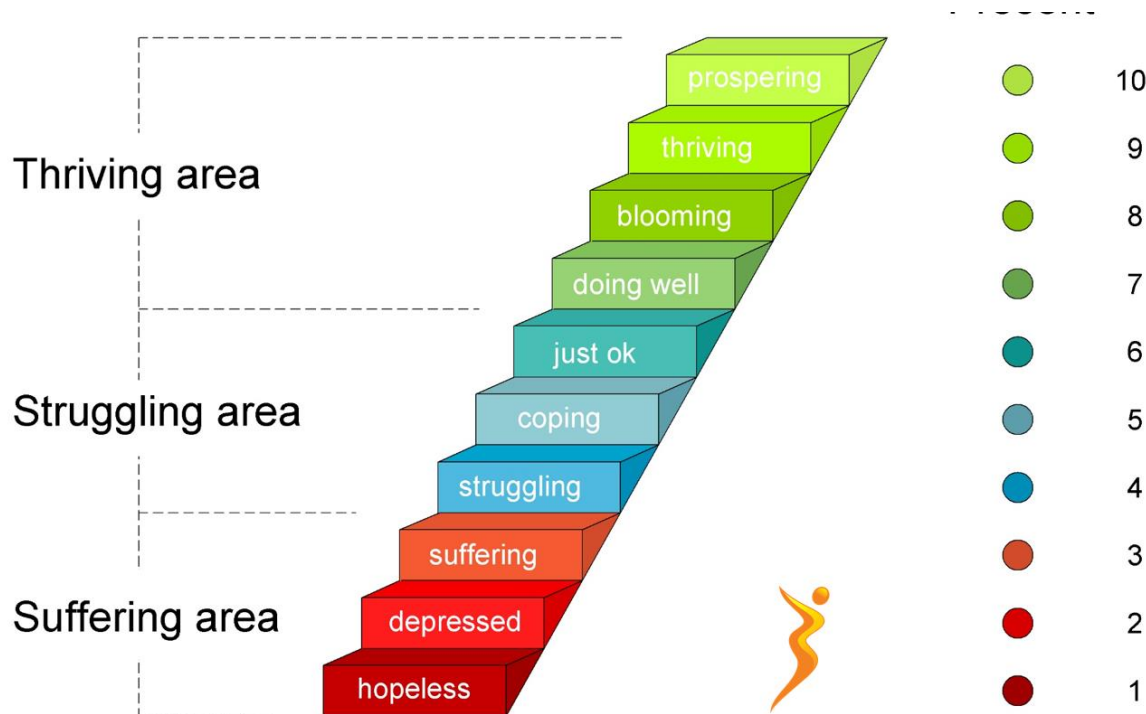 prospering 10
thriving 9
Thriving area
blooming 8
doing well 7
just ok 6
Struggling area
coping 5
struggling 4
suffering 3
Suffering area
depressed 2
hopeless 1